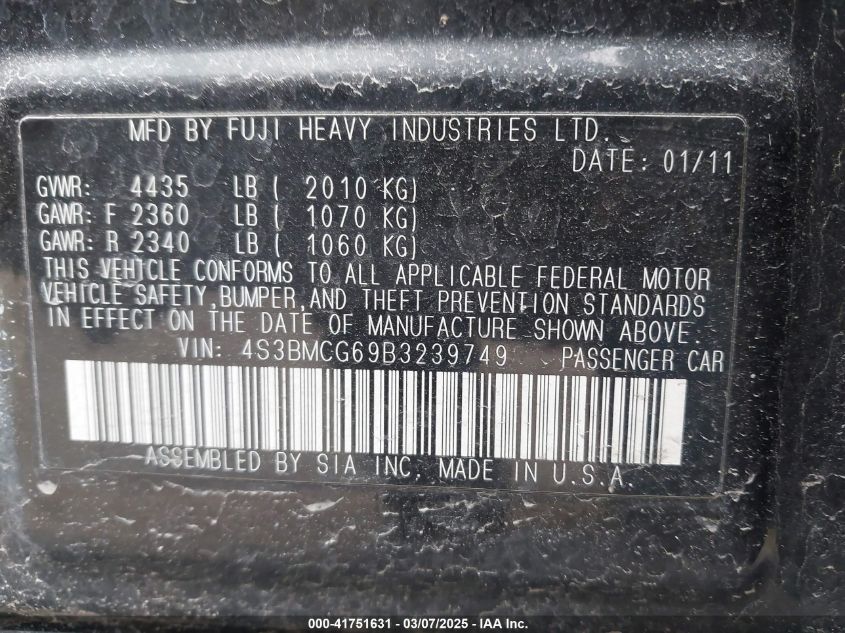 MFD BY FUJI HEAVY INDUSTRIES LTD.
DATE: 01/11
GVWR: 4435 LB ( 2010 KG)
GAWR: F 2360 LB ( 1070 KG)
GAWR: R 2340 LB ( 1060 KG)
THIS VEHICLE CONFORMS TO ALL APPLICABLE FEDERAL MOTOR
VEHICLE SAFETY,BUMPER,AND THEFT PREVENTION STANDARDS
IN EFFECT ON THE DATE OF MANUFACTURE SHOWN ABOVE.
VIN: 4S3BMCG69B3239749 PASSENGER CAR
ASSEMBLED BY SIA INC. MADE IN U.S.A.
000-41751631 - 03/07/2025 - IAA Inc.